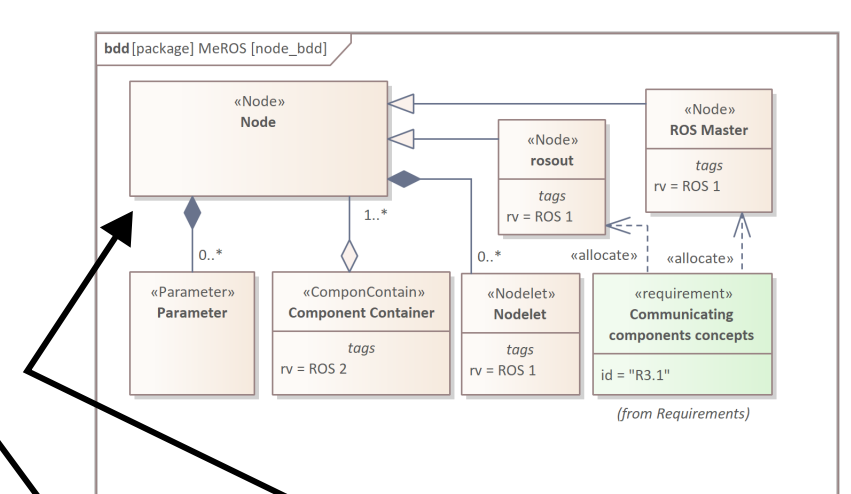 bdd [package] MeROS [node_bdd]
«Node»
Node
«Node»
ROS Master
tags
rv = ROS 1
«Node»
rosout
tags
rv = ROS 1
1..*
0..*
0..*
«allocate»
«allocate»
«Parameter»
Parameter
«ComponContain»
Component Container
tags
rv = ROS 2
«Nodelet»
Nodelet
tags
rv = ROS 1
«requirement»
Communicating
components concepts
id = "R3.1"
(from Requirements)